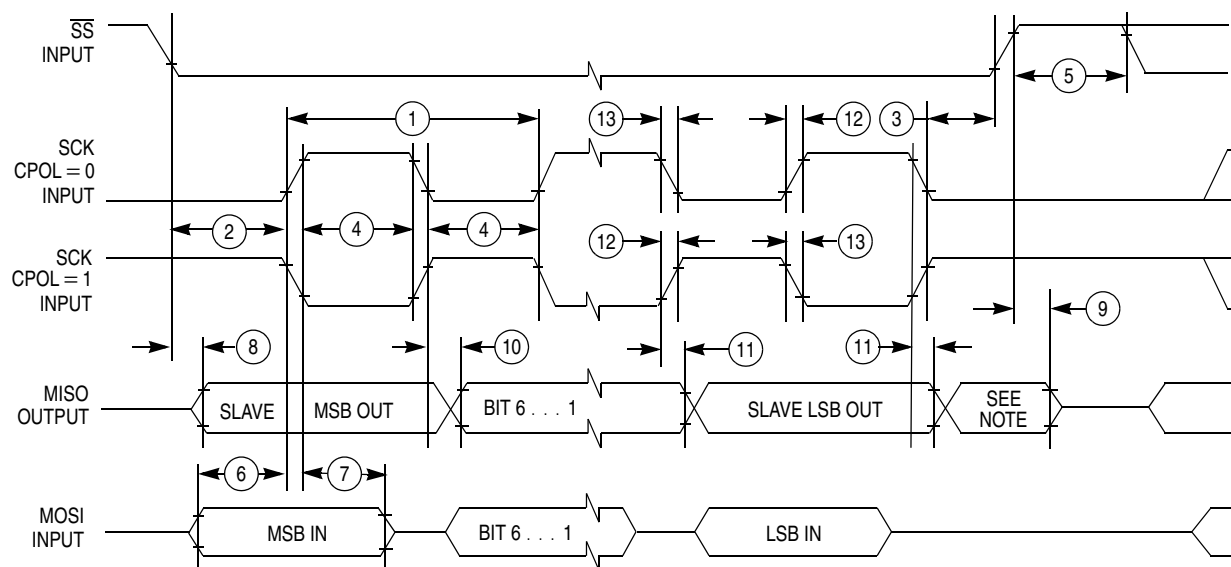 SS
INPUT
5
1
13
12
3
SCK
CPOL = 0
INPUT
2
4
4
12
13
SCK
CPOL = 1
INPUT
8
10
11
11
9
MISO
OUTPUT
SLAVE
MSB OUT
BIT 6 . . . 1
SLAVE LSB OUT
SEE
NOTE
6
7
MOSI
INPUT
MSB IN
BIT 6 . . . 1
LSB IN